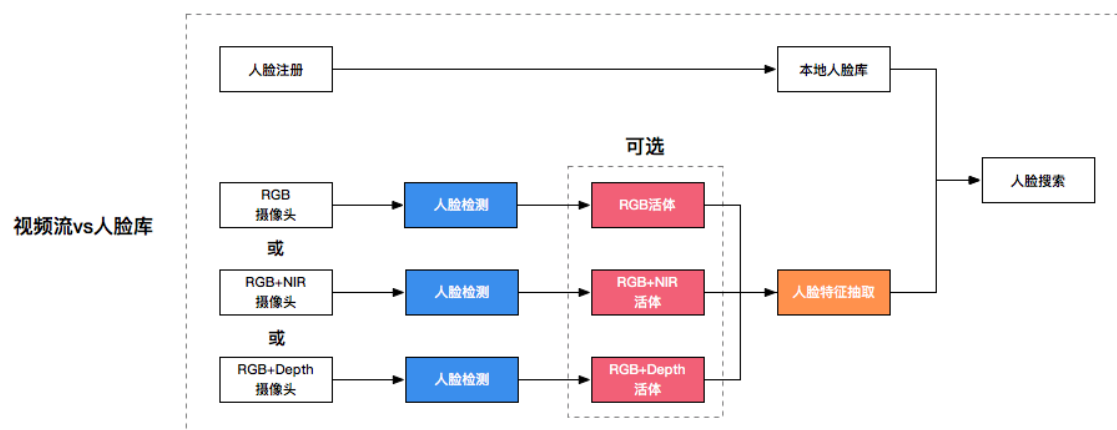 人脸注册
本地人脸库
可选
人脸搜索
视频流vs人脸库
RGB
摄像头
人脸检测
RGB活体
或
RGB+NIR
摄像头
人脸检测
RGB+NIR
活体
人脸特征抽取
或
RGB+Depth
摄像头
人脸检测
RGB+Depth
活体